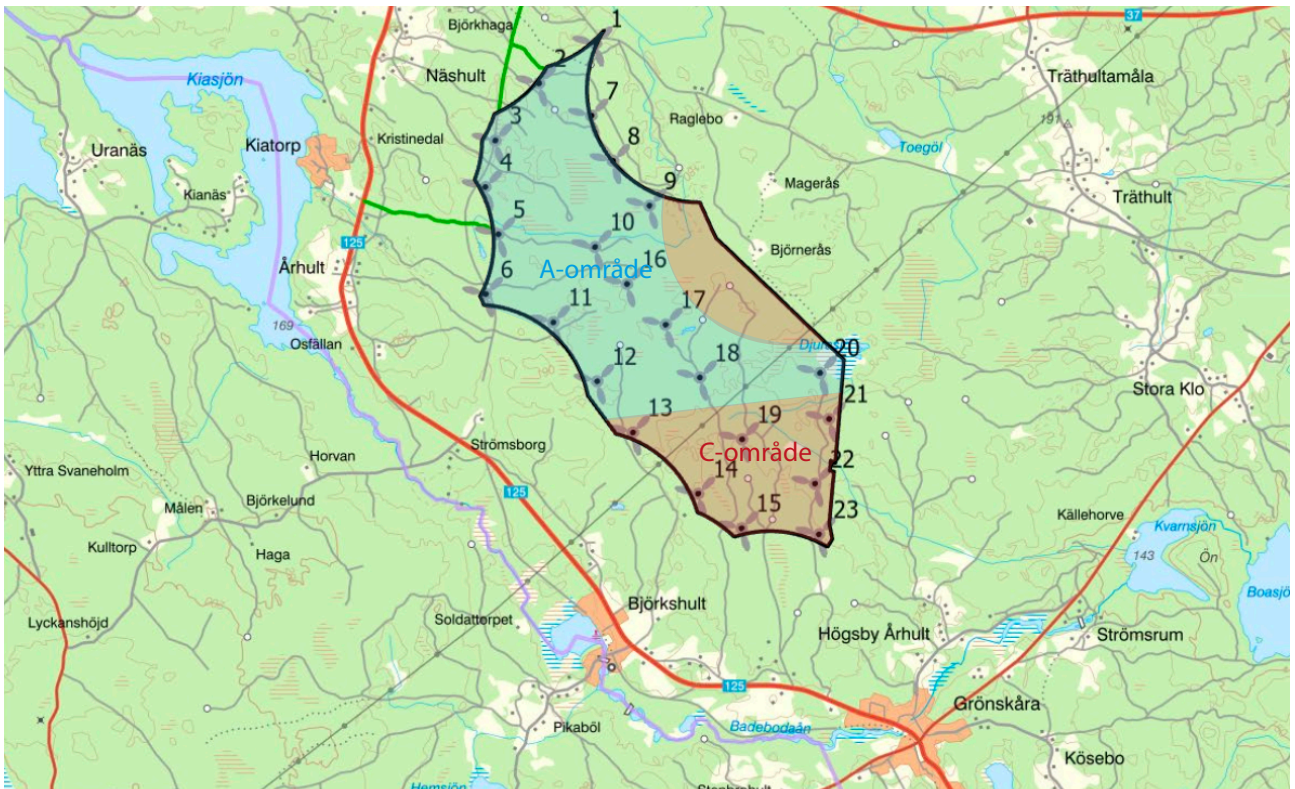 1
37
Björkhaga
2
Näshult
Träthultamåla
Kiasjön
7
3
Raglebo
191
Kristinedal
Kiatorp
8
Toegöl
Uranäs
4
Magerås
Kianäs
9
Träthult
5
10
125
Björnerås
16
Århult
A-område
6
11
17
169
Osfällan
20
12
18
Stora Klo
21
13
19
Strömsborg
C-område
Horvan
22
Yttra Svaneholm
14
125
Björkelund
Målen
15
23
Källehorve
Kvarnsjön
Kulltorp
Haga
143
Ön
Boasjö
Björkshult
Lyckanshöjd
Soldattorpet
Högsby Århult
Strömsrum
125
Grönskåra
Pikaböl
Badebodaån
Kösebo
Hemsjön